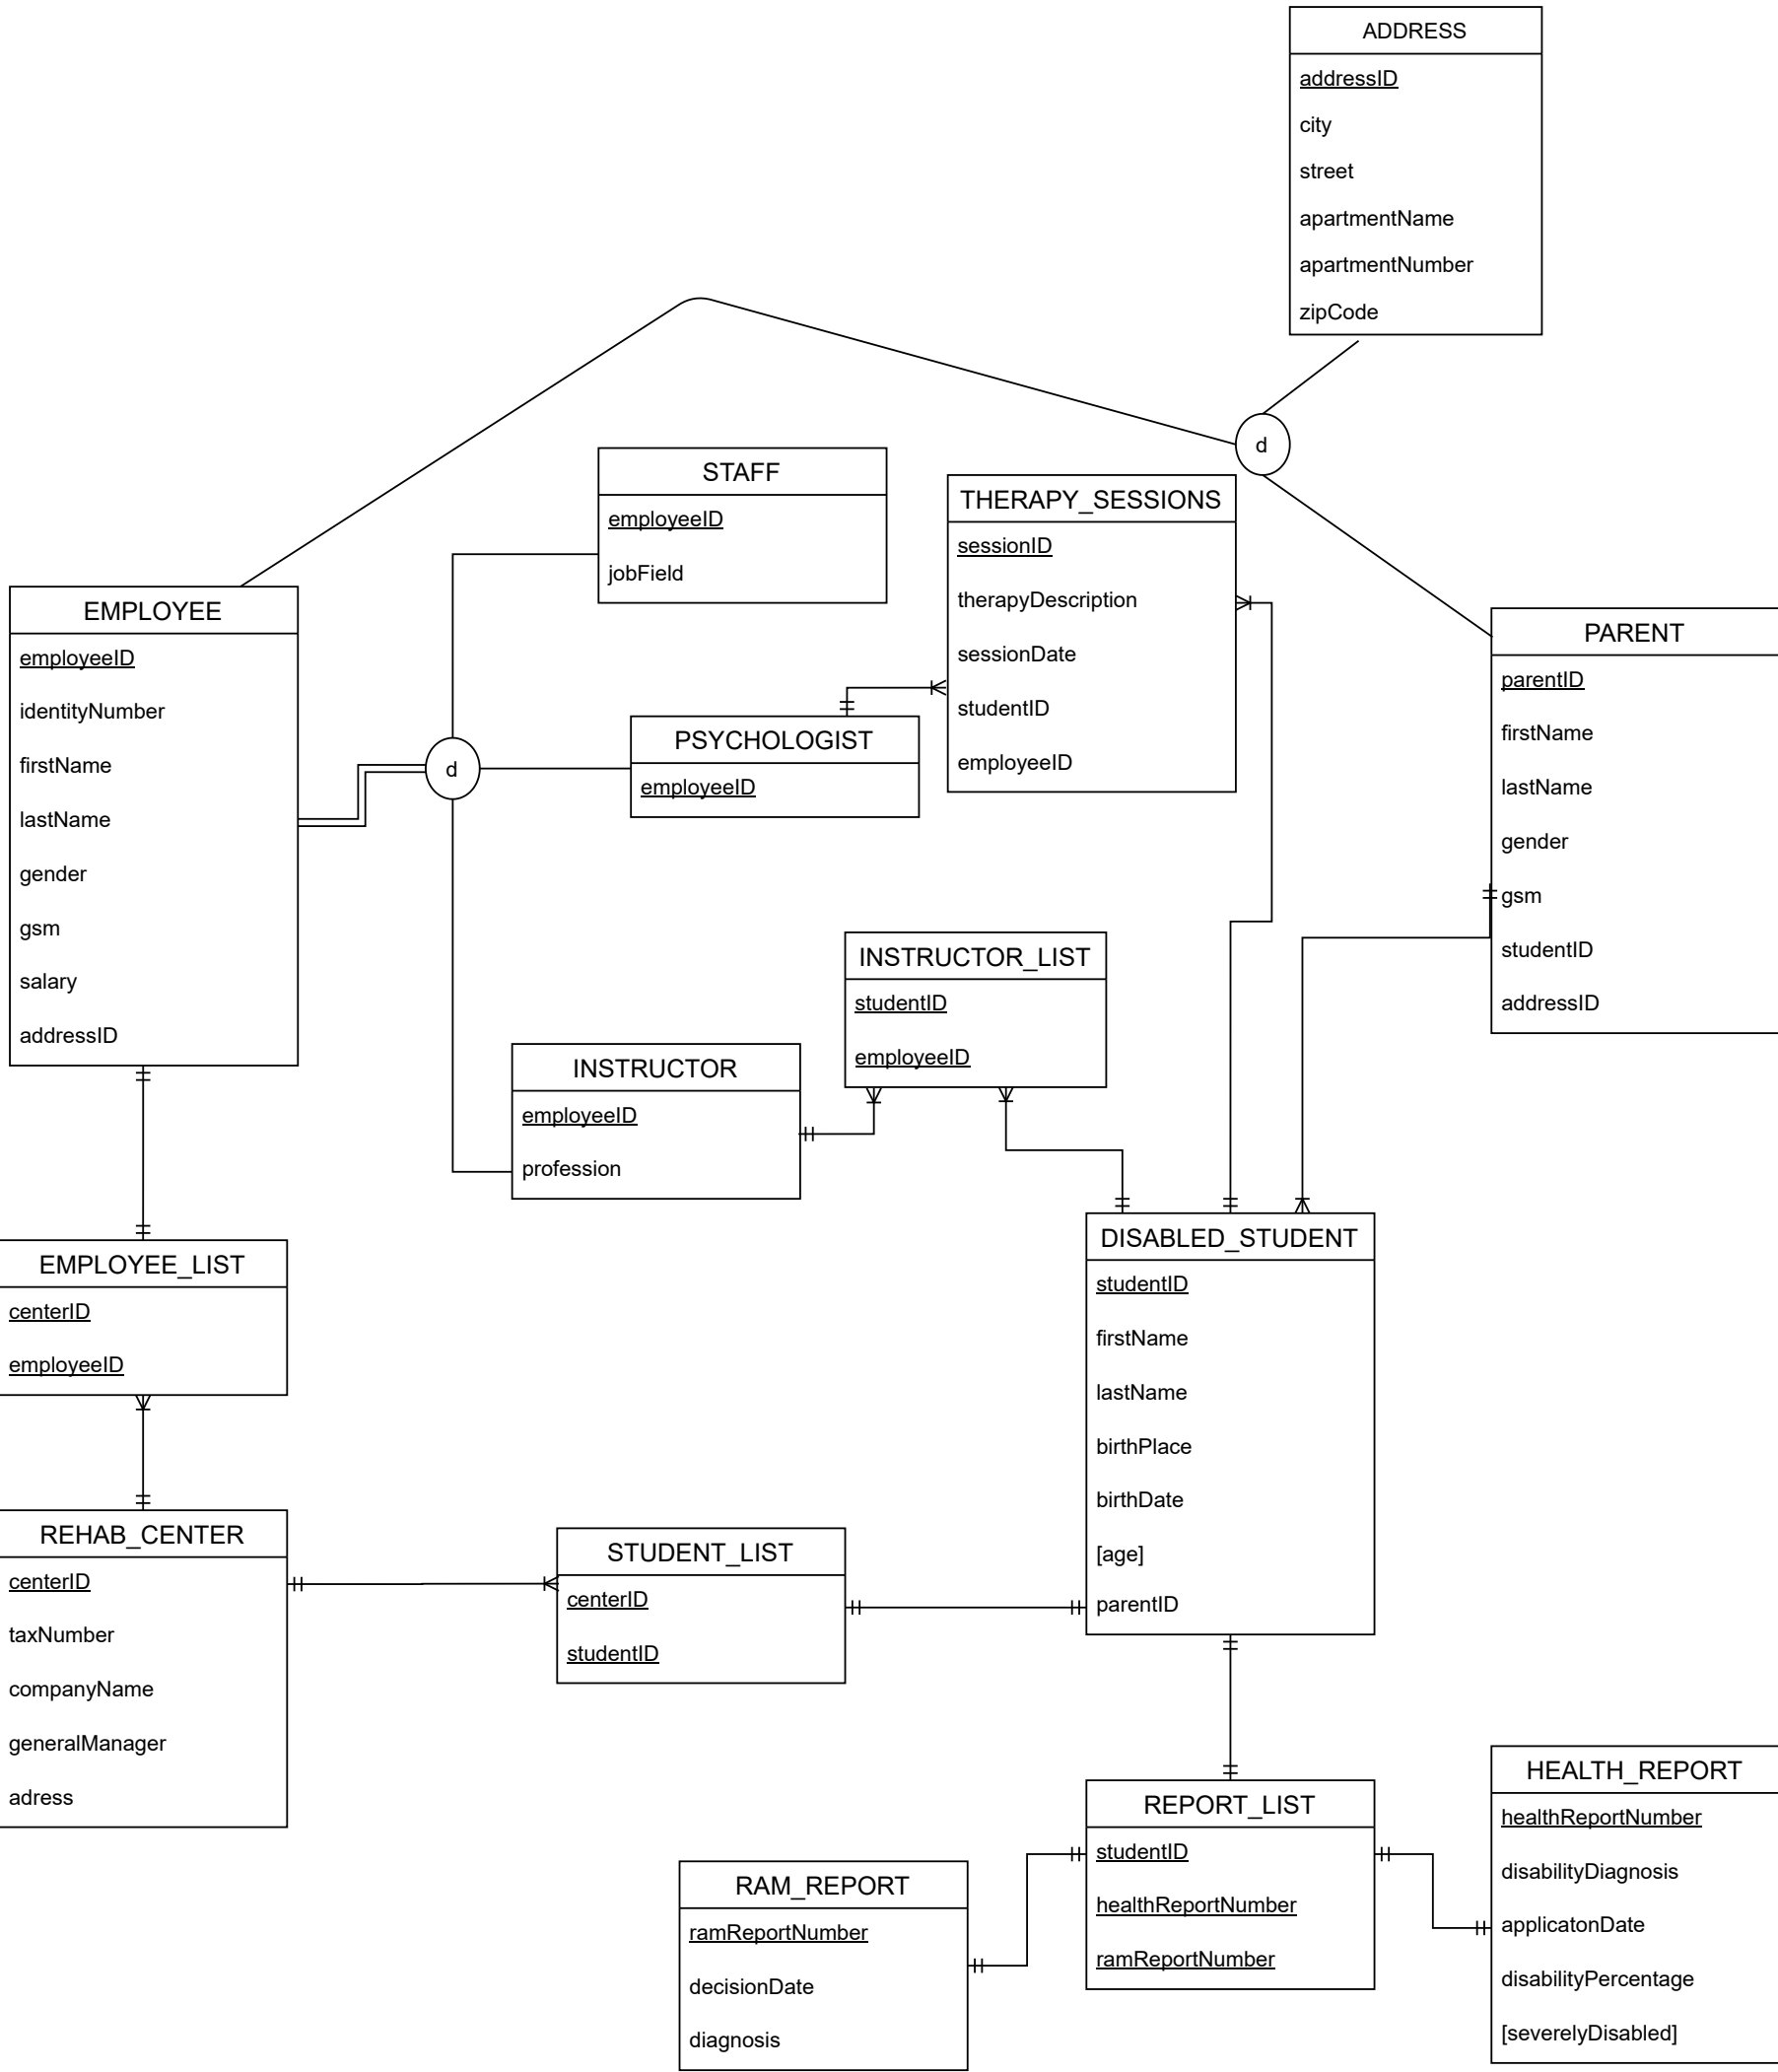 ADDRESS
addressID
city
street
apartmentName
apartmentNumber
zipCode
d
STAFF
employeeID
jobField
THERAPY_SESSIONS
sessionID
therapyDescription
sessionDate
studentID
employeeID
EMPLOYEE
employeeID
identityNumber
firstName
lastName
gender
gsm
salary
addressID
PARENT
parentID
firstName
lastName
gender
gsm
studentID
addressID
d
PSYCHOLOGIST
employeeID
INSTRUCTOR_LIST
studentID
employeeID
INSTRUCTOR
employeeID
profession
EMPLOYEE_LIST
centerID
employeeID
DISABLED_STUDENT
studentID
firstName
lastName
birthPlace
birthDate
[age]
parentID
REHAB_CENTER
centerID
taxNumber
companyName
generalManager
adress
STUDENT_LIST
centerID
studentID
REPORT_LIST
studentID
healthReportNumber
ramReportNumber
HEALTH_REPORT
healthReportNumber
disabilityDiagnosis
applicatonDate
disabilityPercentage
[severelyDisabled]
RAM_REPORT
ramReportNumber
decisionDate
diagnosis